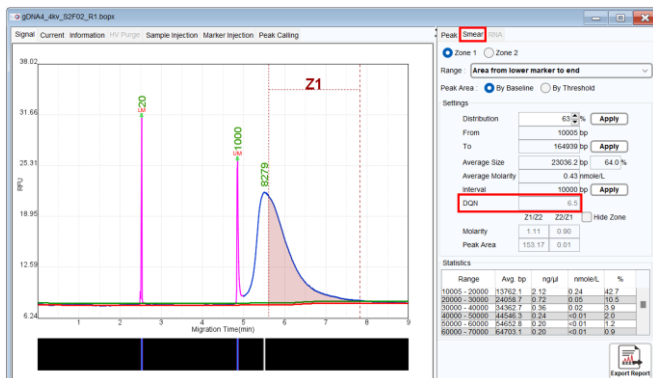 gDNA4_4kv_S2F02_R1.bopx
Signal Current Information HV Purge Sample Injection Marker Injection Peak Calling
Peak Smear RNA
Zone 1 Zone 2
Range : Area from lower marker to end
Peak Area : By Baseline By Threshold
Settings
Distribution 63 % Apply
From 10005 bp
To 164939 bp
Average Size 23036.2 bp 64.0 %
Average Molarity 0.43 nmole/L
Interval 10000 bp Apply
DQN 6.5
Z1/Z2 Z2/Z1 Hide Zone
Molarity 1.11 0.90
Peak Area 153.17 0.01
Statistics
Range Avg. bp ng/μl nmole/L %
10005 - 20000 13762.1 2.12 0.24 42.7
20000 - 30000 24058.7 0.72 0.05 10.5
30000 - 40000 34362.7 0.36 0.02 3.9
40000 - 50000 44546.3 0.24 <0.01 2.0
50000 - 60000 54652.8 0.20 <0.01 1.2
60000 - 70000 64703.1 0.20 <0.01 0.9
Export Report
38.02
31.66
25.31
18.95
12.59
6.24
RFU
LM
20
1000
8279
Z1
1 2 3 4 5 6 7 8 9
Migration Time(min)